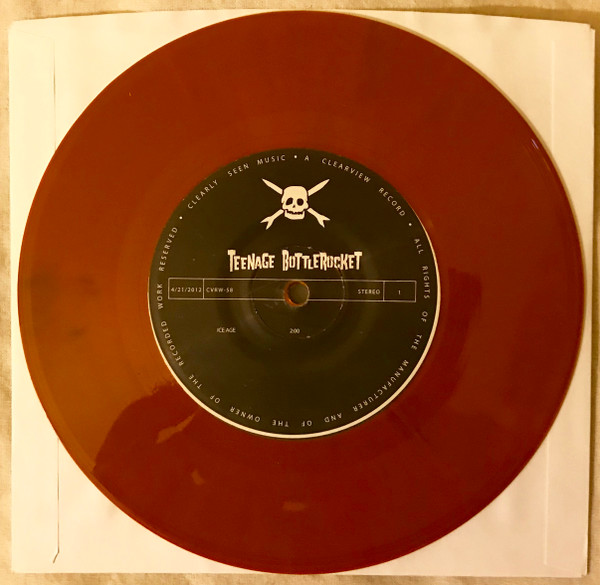 CLEARLY SEEN MUSIC • A CLEARVIEW RECORD • ALL RIGHTS OF THE MANUFACTURER AND OF THE OWNER OF THE RECORDED WORK RESERVED •
TEENAGE BOTTLEROCKET
4/21/2012 CVRW-58 STEREO 1
ICE AGE 2:00